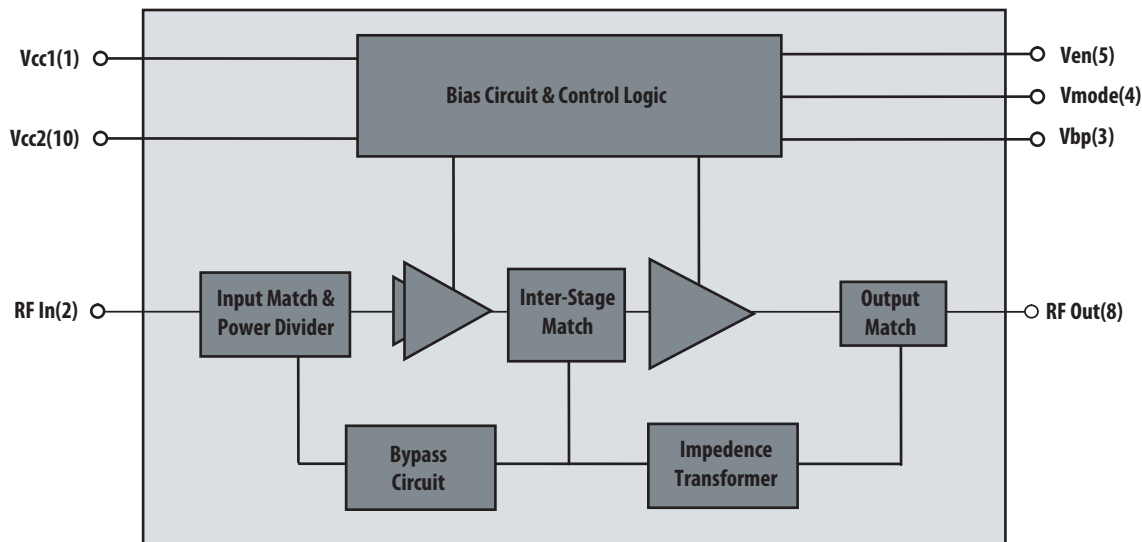 Vcc1(1)
Ven(5)
Bias Circuit & Control Logic
Vmode(4)
Vcc2(10)
Vbp(3)
RF In(2)
Input Match &
Power Divider
Inter-Stage
Match
Output
Match
RF Out(8)
Bypass
Circuit
Impedence
Transformer